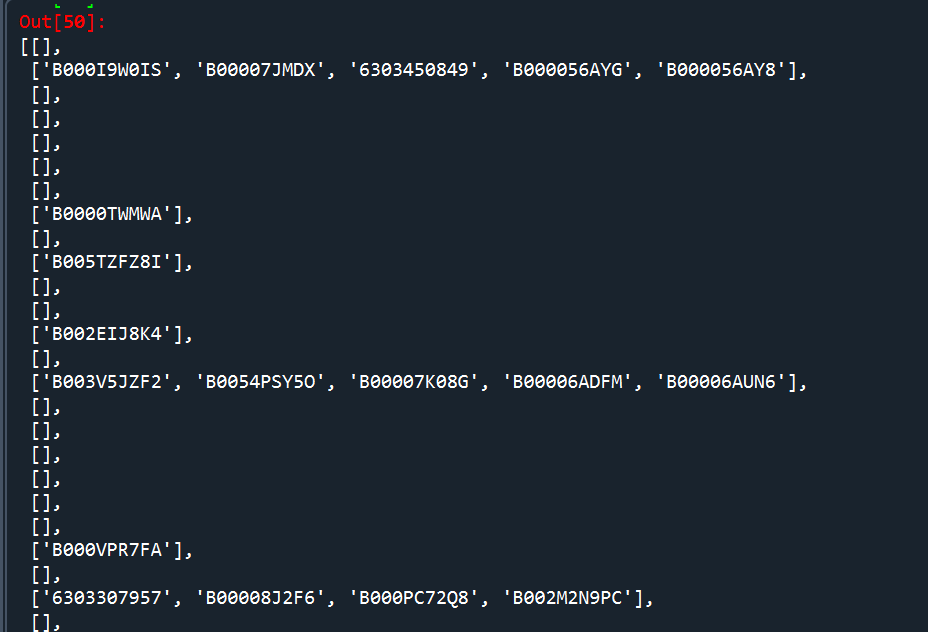 Out[50]:
[[],
['B000I9W0IS', 'B00007JMDX', '6303450849', 'B000056AYG', 'B000056AY8'],
[],
[],
[],
[],
[],
['B0000TWMWA'],
[],
['B005TZFZ8I'],
[],
[],
['B002EIJ8K4'],
[],
['B003V5JZF2', 'B0054PSY5O', 'B00007K08G', 'B00006ADFM', 'B00006AUN6'],
[],
[],
[],
[],
[],
[],
['B000VPR7FA'],
[],
['6303307957', 'B00008J2F6', 'B000PC72Q8', 'B002M2N9PC'],
[],